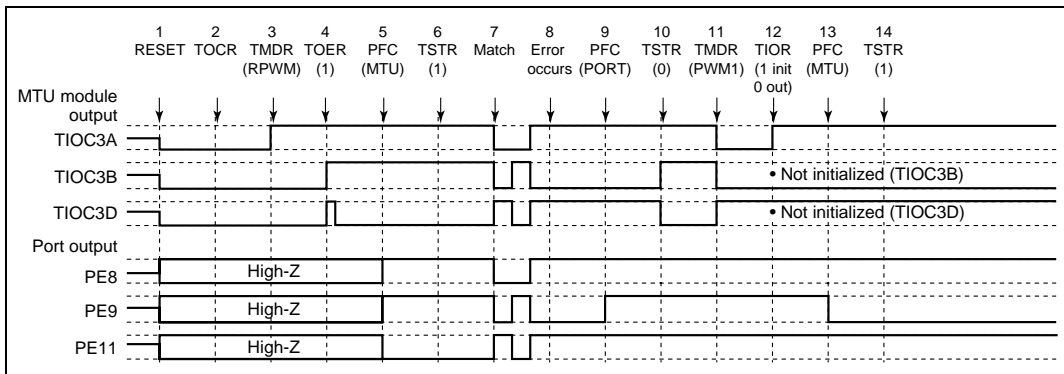 1 2 3 4 5 6 7 8 9 10 11 12 13 14
RESET TOCR TMDR TOER PFC TSTR Match Error PFC TSTR TMDR TIOR PFC TSTR
(RPWM) (1) (MTU) (1) occurs (PORT) (0) (PWM1) (1 init (MTU) (1)
0 out)
MTU module
output
TIOC3A
TIOC3B
• Not initialized (TIOC3B)
TIOC3D
• Not initialized (TIOC3D)
Port output
PE8
High-Z
PE9
High-Z
PE11
High-Z